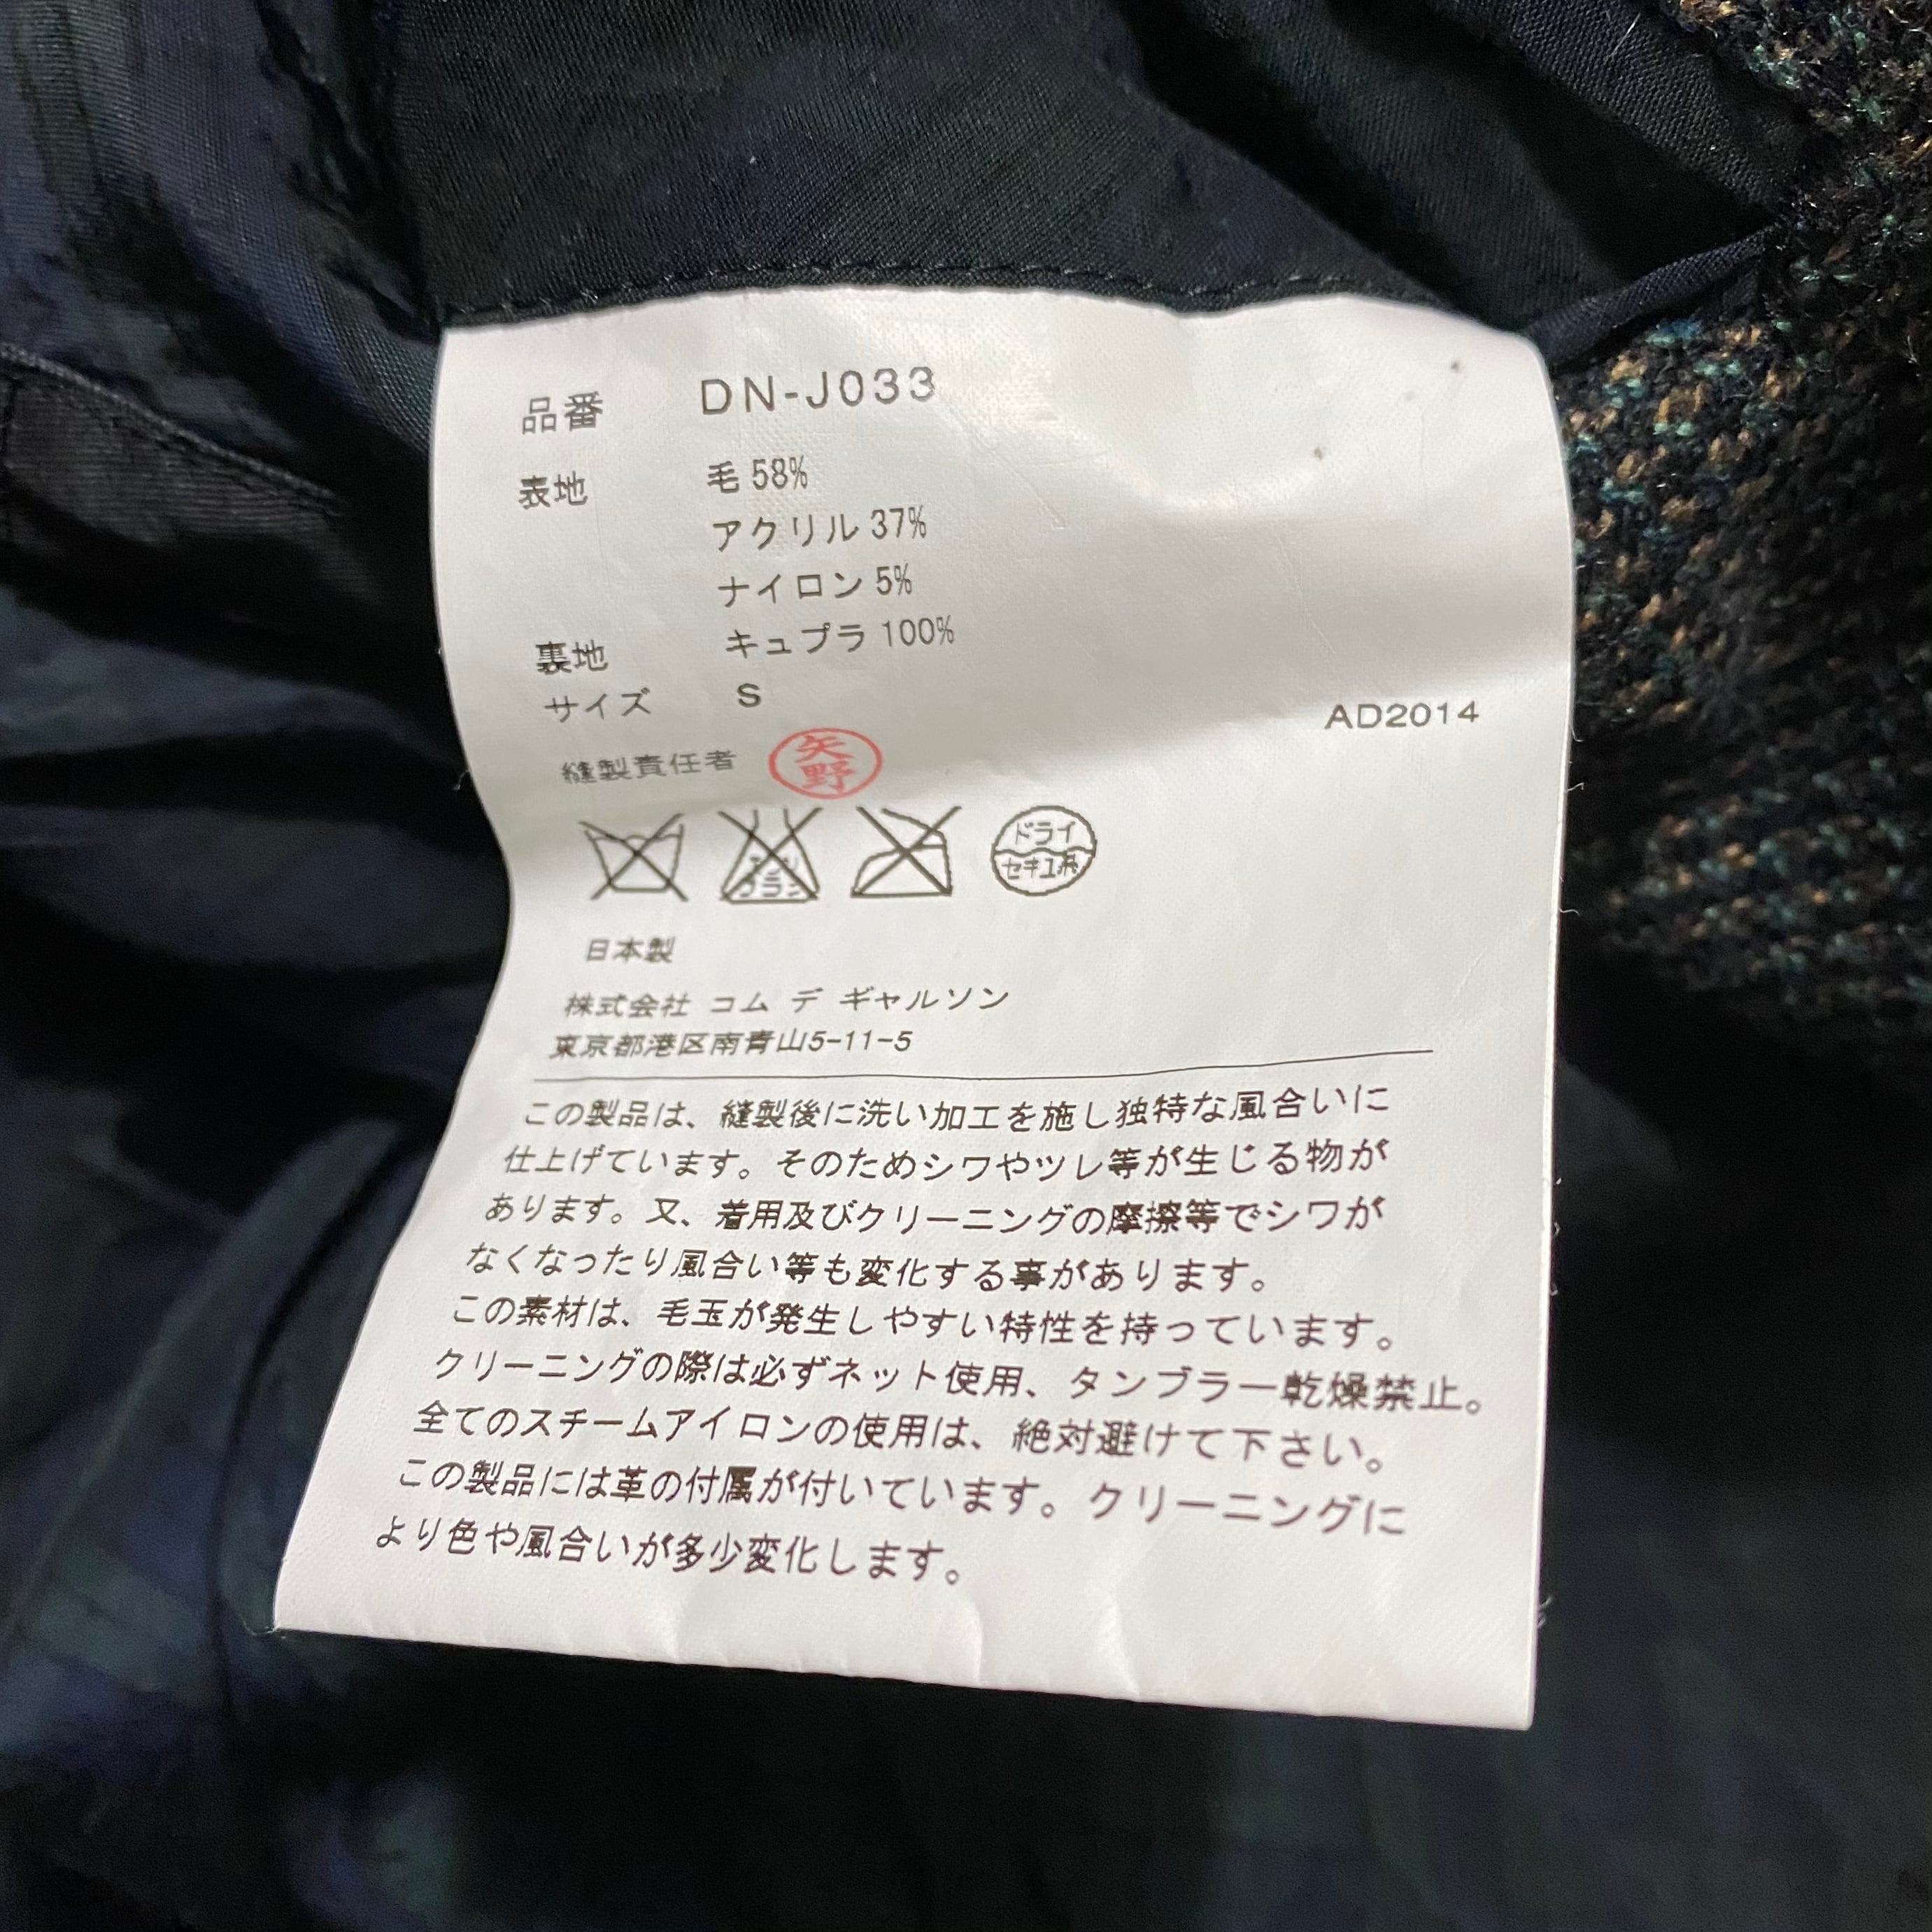 品番 DN-J033
表地 毛 58%
アクリル 37%
ナイロン 5%
裏地 キュプラ 100%
サイズ S
AD2014
縫製責任者 矢野
エンソ
ブラシ
ドライ
セキユ系
日本製
株式会社 コム デ ギャルソン
東京都港区南青山5-11-5
この製品は、縫製後に洗い加工を施し独特な風合いに
仕上げています。そのためシワやツレ等が生じる物が
あります。又、着用及びクリーニングの摩擦等でシワが
なくなったり風合い等も変化する事があります。
この素材は、毛玉が発生しやすい特性を持っています。
クリーニングの際は必ずネット使用、タンブラー乾燥禁止。
全てのスチームアイロンの使用は、絶対避けて下さい。
この製品には革の付属が付いています。クリーニングに
より色や風合いが多少変化します。